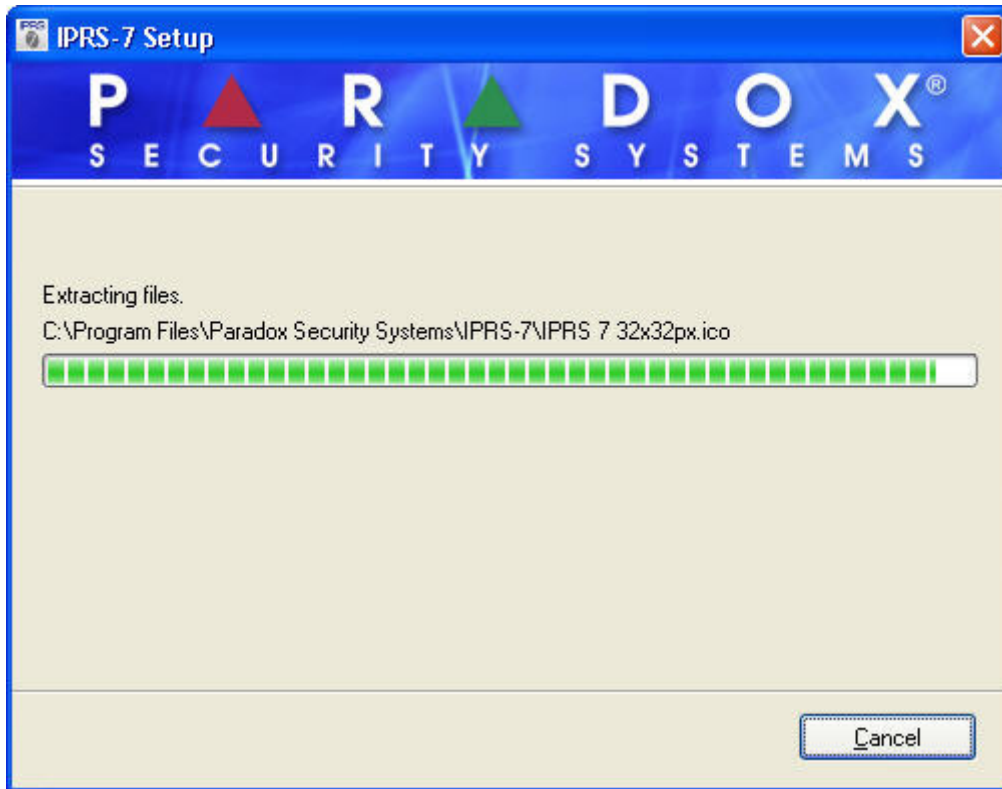 IPRS
IPRS-7 Setup
P R D O X®
SECURITY SYSTEMS
Extracting files.
C:\Program Files\Paradox Security Systems\IPRS-7\IPRS 7 32x32px.ico
Cancel